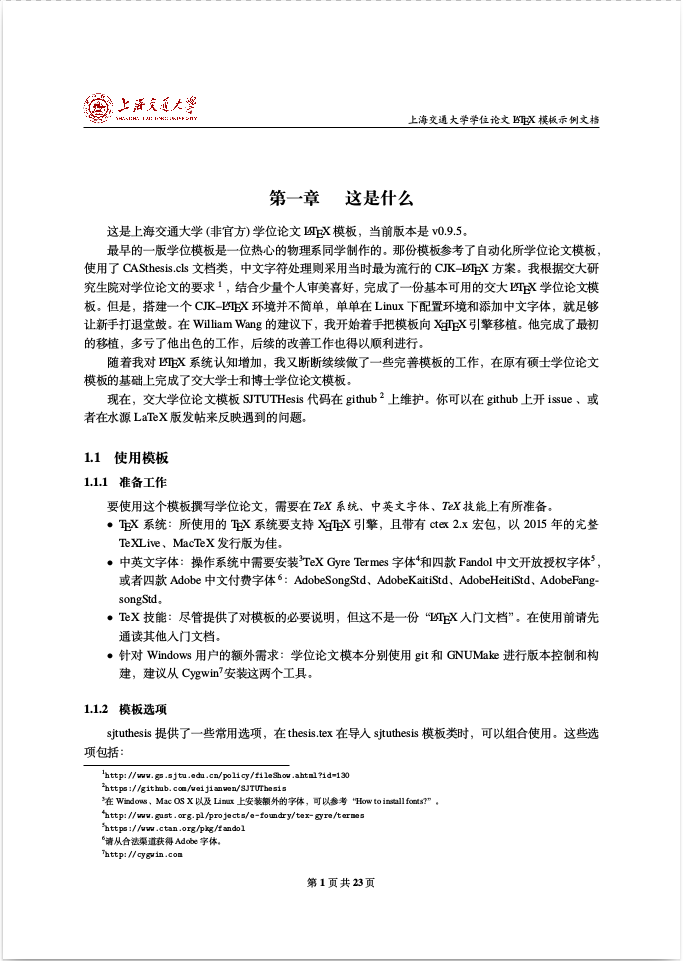 上海交通大学
SHANGHAI JIAO TONG UNIVERSITY
上海交通大学学位论文 LATEX 模板示例文档
第一章 这是什么
这是上海交通大学 (非官方) 学位论文 LATEX 模板，当前版本是 v0.9.5。
最早的一版学位模板是一位热心的物理系同学制作的。那份模板参考了自动化所学位论文模板，
使用了 CASthesis.cls 文档类，中文字符处理则采用当时最为流行的 CJK–LATEX 方案。我根据交大研
究生院对学位论文的要求 1 ，结合少量个人审美喜好，完成了一份基本可用的交大 LATEX 学位论文模
板。但是，搭建一个 CJK–LATEX 环境并不简单，单单在 Linux 下配置环境和添加中文字体，就足够
让新手打退堂鼓。在 William Wang 的建议下，我开始着手把模板向 XƎTEX 引擎移植。他完成了最初
的移植，多亏了他出色的工作，后续的改善工作也得以顺利进行。
随着我对 LATEX 系统认知增加，我又断断续续做了一些完善模板的工作，在原有硕士学位论文
模板的基础上完成了交大学士和博士学位论文模板。
现在，交大学位论文模板 SJTUTHesis 代码在 github 2 上维护。你可以在 github 上开 issue 、或
者在水源 LaTeX 版发帖来反映遇到的问题。
1.1 使用模板
1.1.1 准备工作
要使用这个模板撰写学位论文，需要在TeX 系统、中英文字体、TeX 技能上有所准备。
● TEX 系统：所使用的 TEX 系统要支持 XƎTEX 引擎，且带有 ctex 2.x 宏包，以 2015 年的完整
TeXLive、MacTeX 发行版为佳。
● 中英文字体：操作系统中需要安装3TeX Gyre Termes 字体4和四款 Fandol 中文开放授权字体5，
或者四款 Adobe 中文付费字体 6：AdobeSongStd、AdobeKaitiStd、AdobeHeitiStd、AdobeFang-
songStd。
● TeX 技能：尽管提供了对模板的必要说明，但这不是一份“LATEX 入门文档”。在使用前请先
通读其他入门文档。
● 针对 Windows 用户的额外需求：学位论文模本分别使用 git 和 GNUMake 进行版本控制和构
建，建议从 Cygwin7安装这两个工具。
1.1.2 模板选项
sjtuthesis 提供了一些常用选项，在 thesis.tex 在导入 sjtuthesis 模板类时，可以组合使用。这些选
项包括：
1http://www.gs.sjtu.edu.cn/policy/fileShow.ahtml?id=130
2https://github.com/weijianwen/SJTUThesis
3在 Windows、Mac OS X 以及 Linux 上安装额外的字体，可以参考“How to install fonts?”。
4http://www.gust.org.pl/projects/e-foundry/tex-gyre/termes
5https://www.ctan.org/pkg/fandol
6请从合法渠道获得 Adobe 字体。
7http://cygwin.com
第 1 页 共 23 页